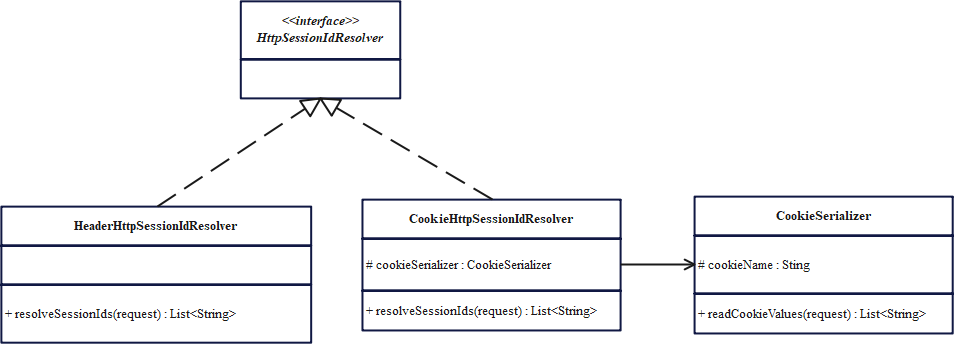 <<interface>>
HttpSessionIdResolver
HeaderHttpSessionIdResolver
+ resolveSessionIds(request) : List<String>
CookieHttpSessionIdResolver
# cookieSerializer : CookieSerializer
+ resolveSessionIds(request) : List<String>
CookieSerializer
# cookieName : Sting
+ readCookieValues(request) : List<String>